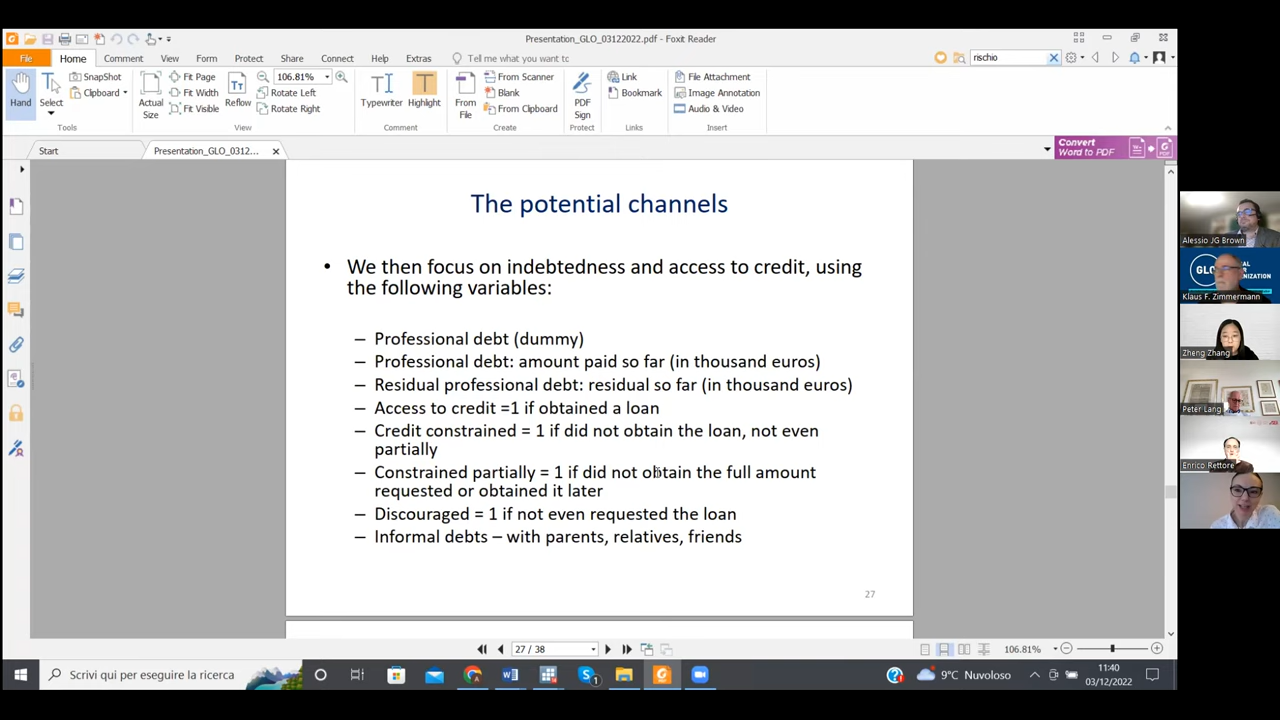 Presentation_GLO_03122022.pdf - Foxit Reader
File
Home
Comment
View
Form
Protect
Share
Connect
Help
Extras
Tell me what you want...
rischio
Hand
Select
SnapShot
Clipboard
Tools
Actual Size
Fit Page
Fit Width
Fit Visible
Reflow
106.81%
Rotate Left
Rotate Right
View
Typewriter
Highlight
Comment
From File
From Scanner
Blank
From Clipboard
Create
PDF Sign
Protect
Link
Bookmark
Links
File Attachment
Image Annotation
Audio & Video
Insert
Start
Presentation_GLO_0312...
Convert
Word to PDF
The potential channels
• We then focus on indebtedness and access to credit, using
the following variables:
– Professional debt (dummy)
– Professional debt: amount paid so far (in thousand euros)
– Residual professional debt: residual so far (in thousand euros)
– Access to credit =1 if obtained a loan
– Credit constrained = 1 if did not obtain the loan, not even
partially
– Constrained partially = 1 if did not obtain the full amount
requested or obtained it later
– Discouraged = 1 if not even requested the loan
– Informal debts – with parents, relatives, friends
27
Alessio JG Brown
Klaus F. Zimmermann
Zheng Zhang
Peter Lang
Enrico Rettore
27 / 38
106.81%
Scrivi qui per eseguire la ricerca
9°C Nuvoloso
11:40
03/12/2022